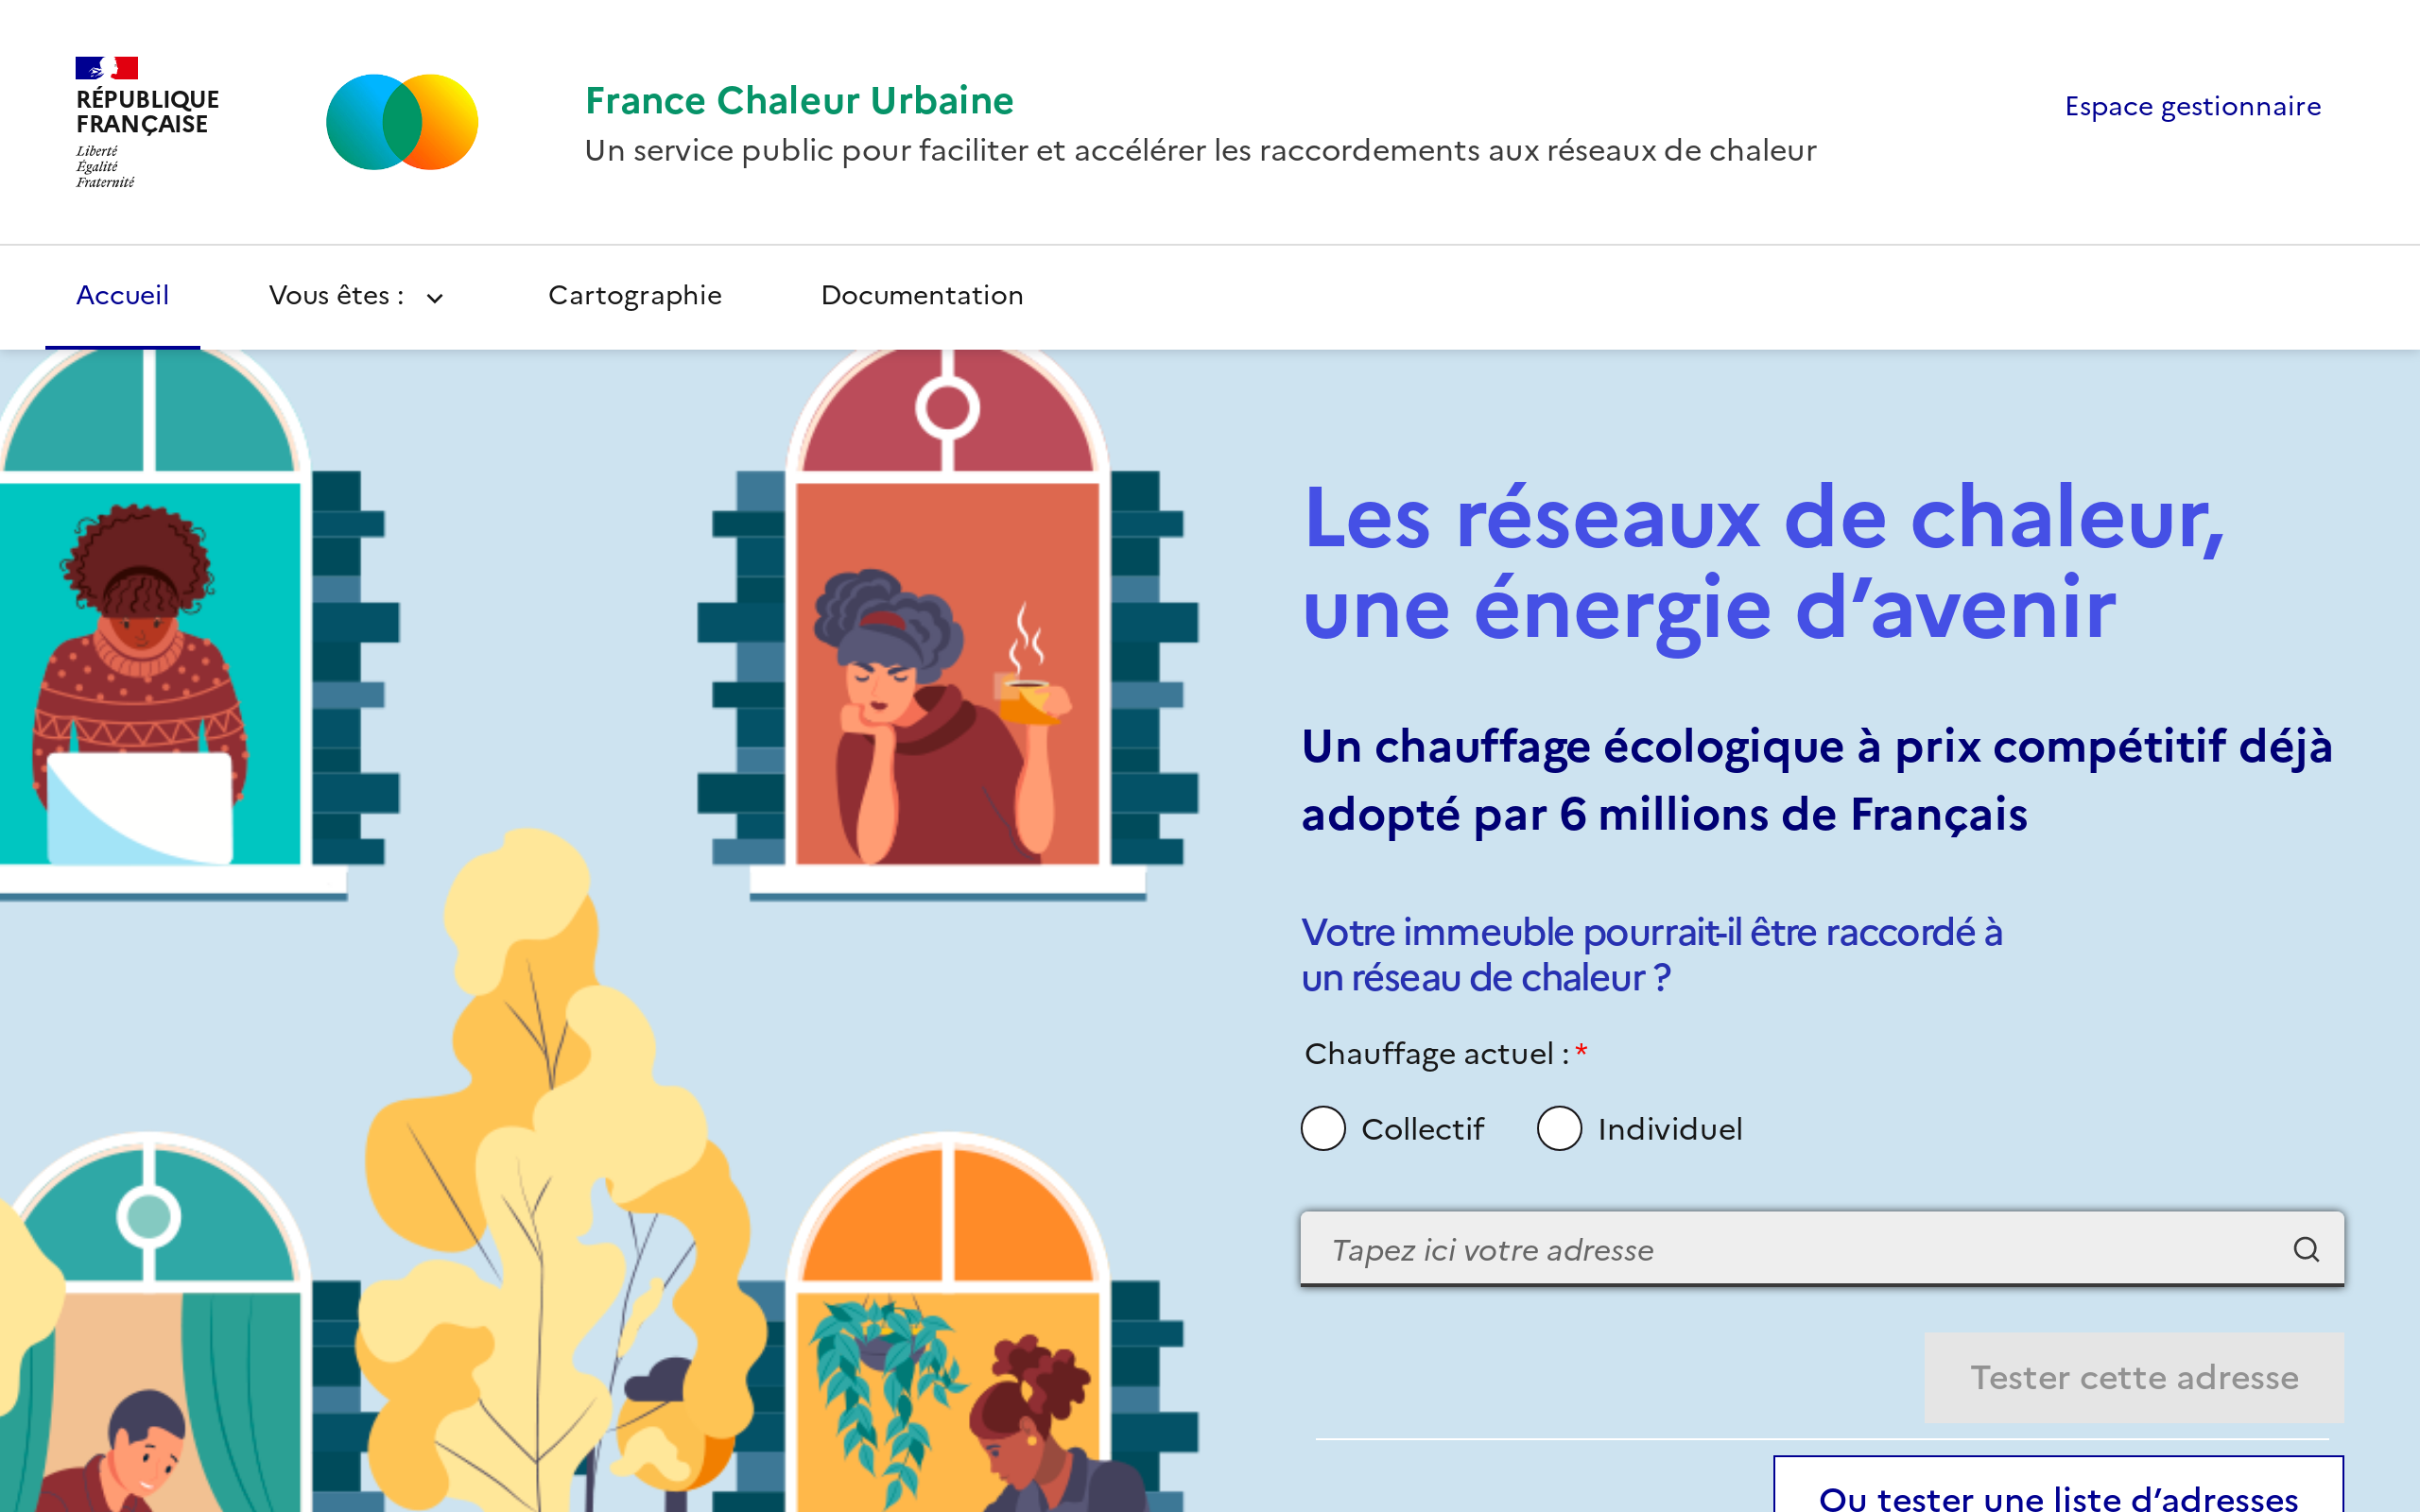 RÉPUBLIQUE
FRANÇAISE
Liberté
Égalité
Fraternité
France Chaleur Urbaine
Un service public pour faciliter et accélérer les raccordements aux réseaux de chaleur
Espace gestionnaire
Accueil
Vous êtes :
Cartographie
Documentation
Les réseaux de chaleur,
une énergie d’avenir
Un chauffage écologique à prix compétitif déjà
adopté par 6 millions de Français
Votre immeuble pourrait-il être raccordé à
un réseau de chaleur ?
Chauffage actuel : *
Collectif
Individuel
Tapez ici votre adresse
Tester cette adresse
Ou tester une liste d’adresses